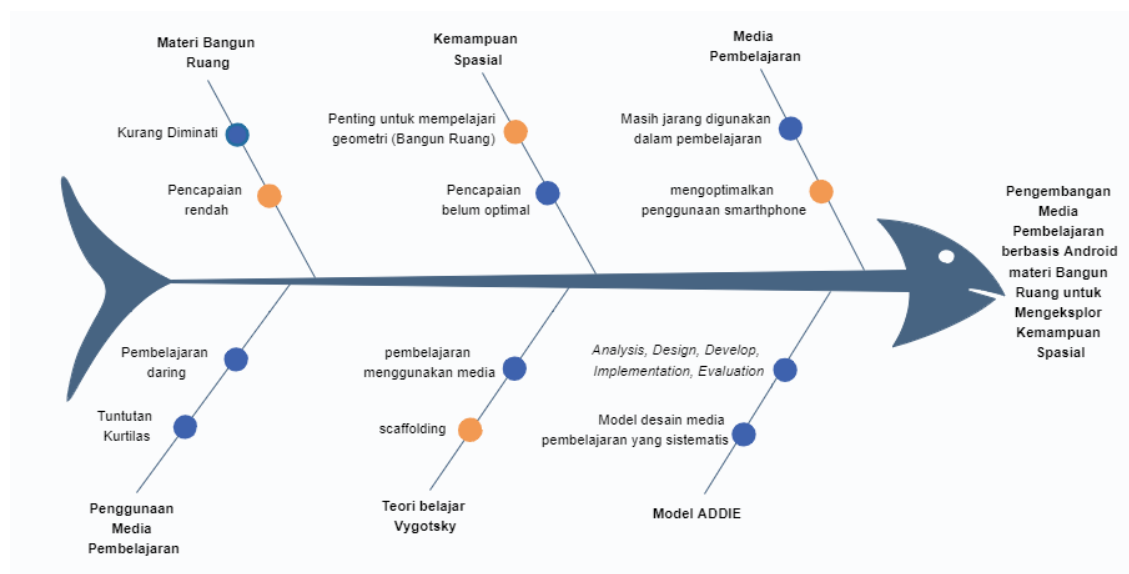 Materi Bangun
Ruang
Kurang Diminati
Pencapaian
rendah
Kemampuan
Spasial
Penting untuk mempelajari
geometri (Bangun Ruang)
Pencapaian
belum optimal
Media
Pembelajaran
Masih jarang digunakan
dalam pembelajaran
mengoptimalkan
penggunaan smarthphone
Pengembangan
Media
Pembelajaran
berbasis Android
materi Bangun
Ruang untuk
Mengeksplor
Kemampuan
Spasial
Pembelajaran
daring
Tuntutan
Kurtilas
Penggunaan
Media
Pembelajaran
pembelajaran
menggunakan media
scaffolding
Teori belajar
Vygotsky
Analysis, Design, Develop,
Implementation, Evaluation
Model desain media
pembelajaran yang sistematis
Model ADDIE